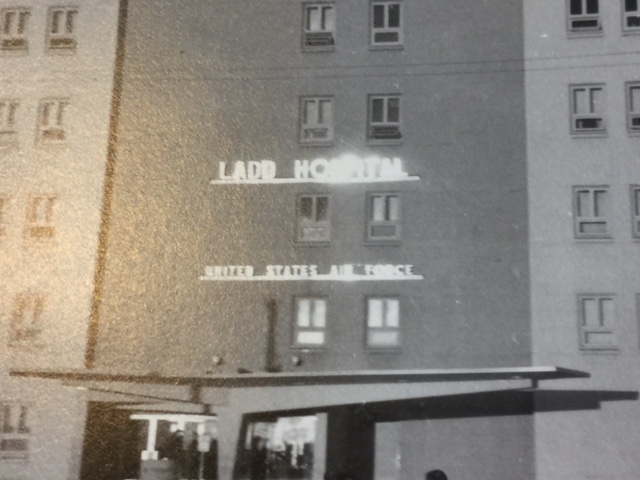 LADD HOSPITAL
UNITED STATES AIR FORCE